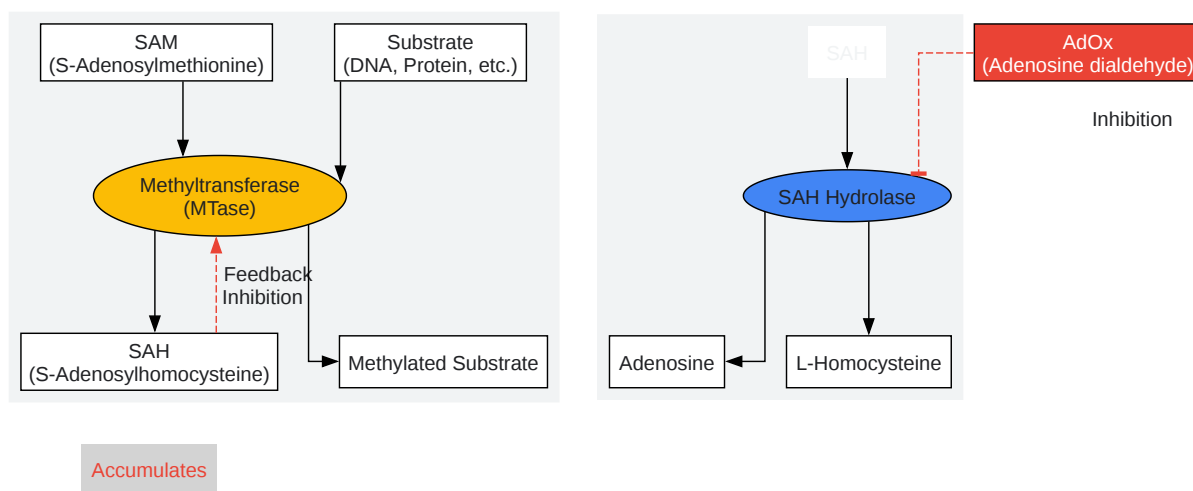 SAM
(S-Adenosylmethionine)
Substrate
(DNA, Protein, etc.)
Methyltransferase
(MTase)
Feedback
Inhibition
SAH
(S-Adenosylhomocysteine)
Methylated Substrate
Accumulates
SAH
AdOx
(Adenosine dialdehyde)
Inhibition
SAH Hydrolase
Adenosine
L-Homocysteine